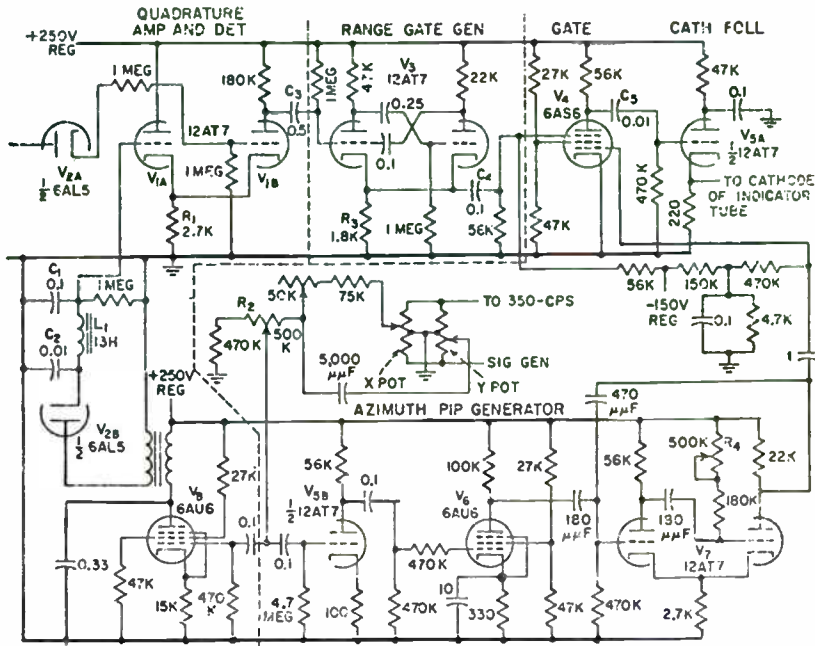 QUADRATURE
AMP AND DET
RANGE GATE GEN
GATE
CATH FOLL
+250V
REG
1 MEG
180K
C3
0.5
1 MEG
47K
V3
12AT7
22K
27K
56K
V4
6AS6
C5
0.01
47K
0.1
V5A
½
12AT7
0.25
0.1
12AT7
V2A
½ 6AL5
V1A
1 MEG
V1B
R1
2.7K
R3
1.8K
1 MEG
C4
0.1
56K
47K
470K
220
TO CATHODE
OF INDICATOR
TUBE
C1
0.1
1 MEG
L1
13H
C2
0.01
+250V
REG
50K
75K
R2
500
K
470K
TO 350-CPS
SIG GEN
X POT
Y POT
5,000
μμF
56K
150K
470K
-150V
REG
0.1
4.7K
1
AZIMUTH PIP GENERATOR
470
μμF
V2B
½ 6AL5
27K
V8
6AU6
56K
0.1
V5B
½
12AT7
100K
27K
V6
6AU6
56K
500K
R4
22K
180K
0.33
0.1
0.1
180
μμF
130
μμF
V7
12AT7
47K
15K
470
K
4.7
MEG
100
470K
470K
10
330
47K
470K
2.7K